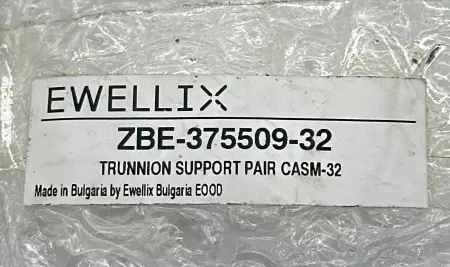 EWELLIX
ZBE-375509-32
TRUNNION SUPPORT PAIR CASM-32
Made in Bulgaria by Ewellix Bulgaria EOOD